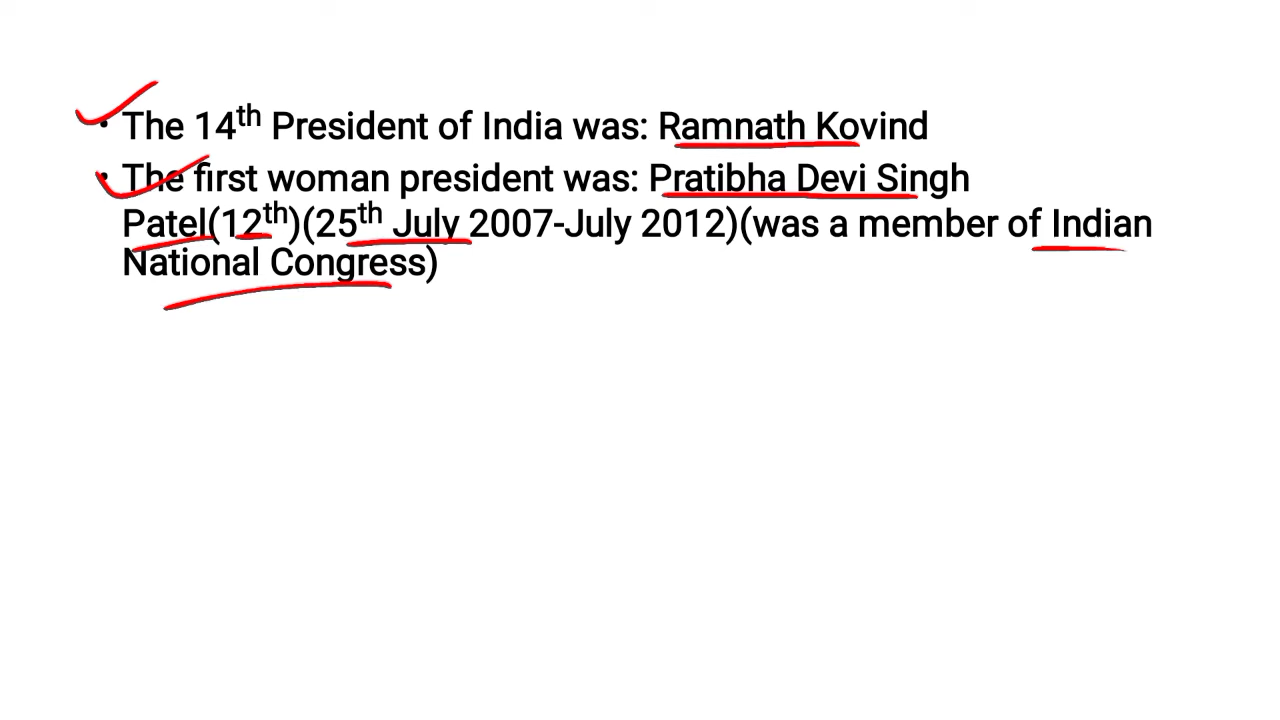 • The 14th President of India was: Ramnath Kovind
• The first woman president was: Pratibha Devi Singh
Patel(12th)(25th July 2007-July 2012)(was a member of Indian
National Congress)